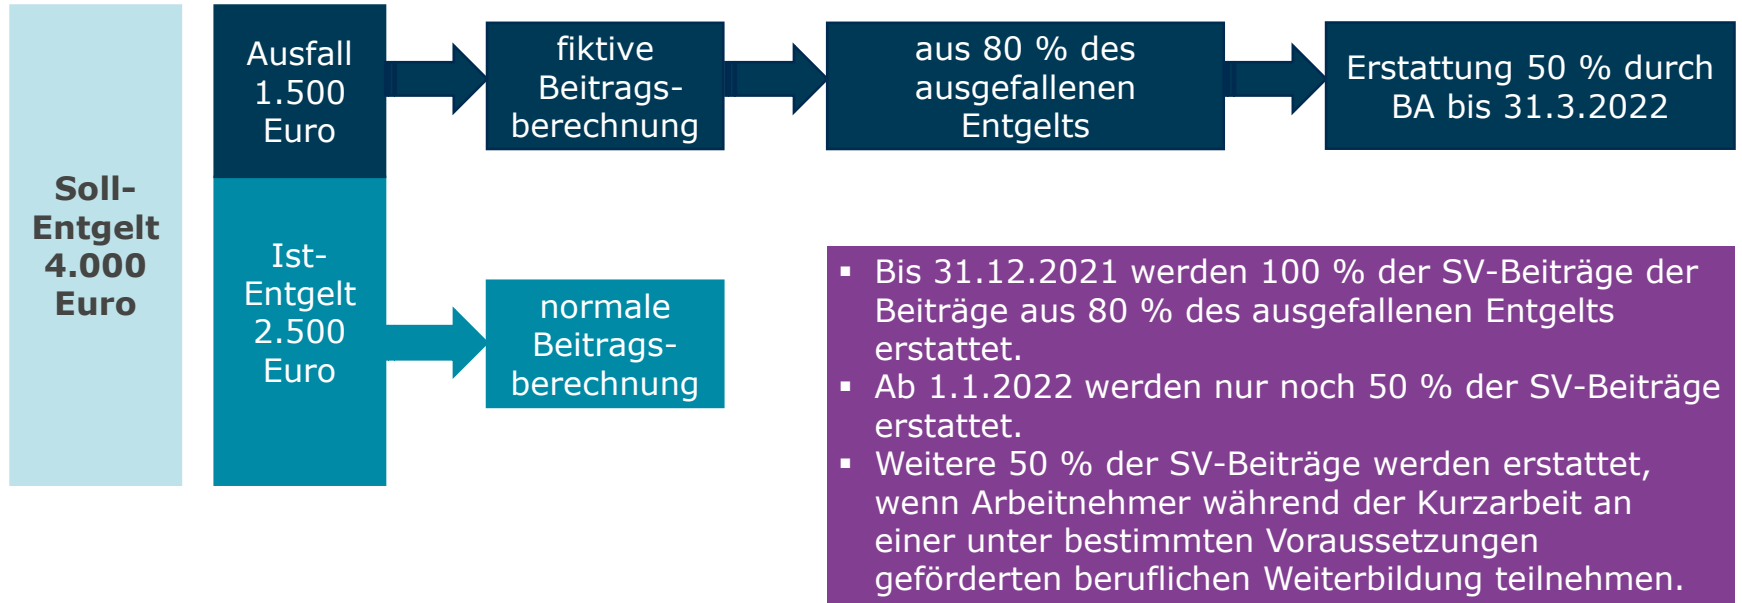 Soll-
Entgelt
4.000
Euro
Ausfall
1.500
Euro
fiktive
Beitrags-
berechnung
aus 80 % des
ausgefallenen
Entgelts
Erstattung 50 % durch
BA bis 31.3.2022
Ist-
Entgelt
2.500
Euro
normale
Beitrags-
berechnung
▪ Bis 31.12.2021 werden 100 % der SV-Beiträge der
Beiträge aus 80 % des ausgefallenen Entgelts
erstattet.
▪ Ab 1.1.2022 werden nur noch 50 % der SV-Beiträge
erstattet.
▪ Weitere 50 % der SV-Beiträge werden erstattet,
wenn Arbeitnehmer während der Kurzarbeit an
einer unter bestimmten Voraussetzungen
geförderten beruflichen Weiterbildung teilnehmen.